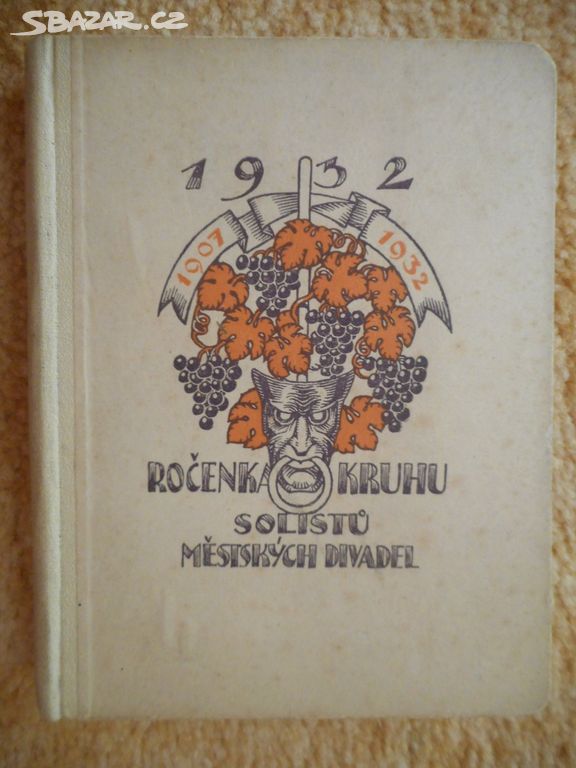 SBAZAR.CZ
1932
1907 1932
ROČENKA KRUHU
SOLISTŮ
MĚSTSKÝCH DIVADEL